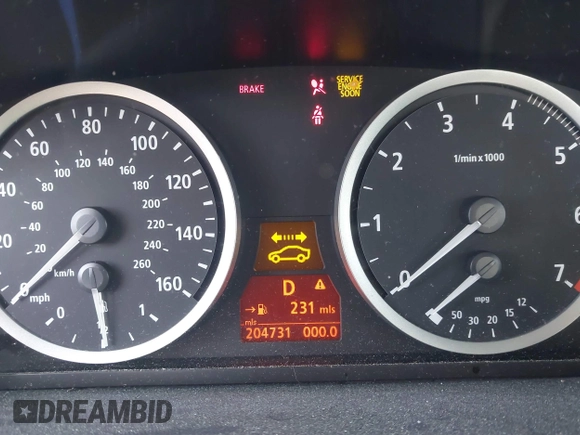 BRAKE
SERVICE
ENGINE
SOON
20 40 60 80 100 120 140 160
20 40 60 80 100 120 140 160 180 200 220 240 260
km/h
0 mph
0 1
1 2 3 4 5 6 7
1/min x 1000
0
mpg
50 30 20 15 12
D
231 mls
mls
204731 000.0
DREAMBID